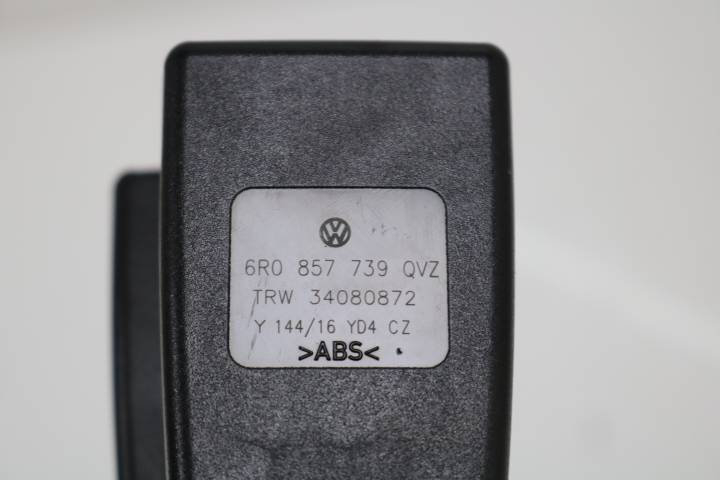 6R0 857 739 QVZ
TRW 34080872
Y 144/16 YD4 CZ
>ABS<